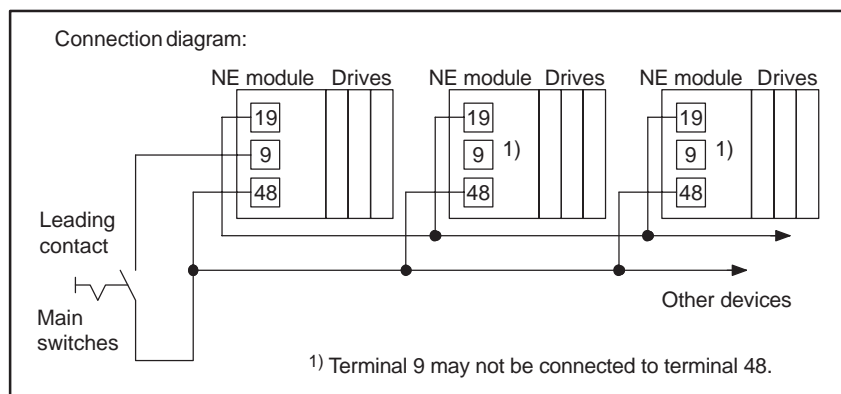 Connection diagram:
NE module Drives NE module Drives NE module Drives
19 19 19
9 9 1) 9 1)
48 48 48
Leading
contact
Main
switches
Other devices
1) Terminal 9 may not be connected to terminal 48.